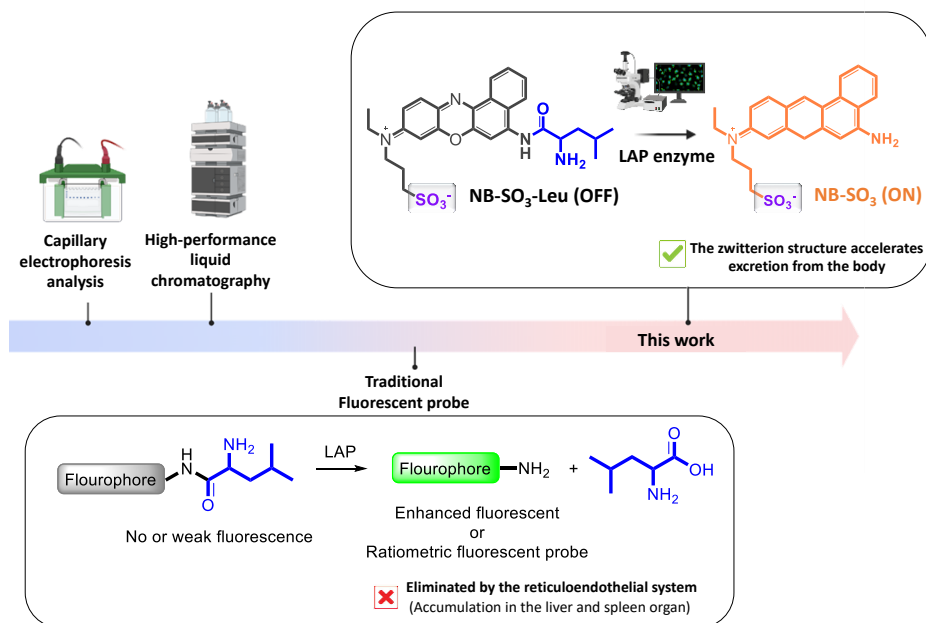 N
O
N
+
N
H
O
NH2
SO3-
NB-SO3-Leu (OFF)
LAP enzyme
N
+
NH2
SO3-
NB-SO3 (ON)
The zwitterion structure accelerates
excretion from the body
Capillary
electrophoresis
analysis
High-performance
liquid
chromatography
This work
Traditional
Fluorescent probe
Flourophore
H
N
O
NH2
No or weak fluorescence
LAP
Flourophore
NH2
+
O
OH
NH2
Enhanced fluorescent
or
Ratiometric fluorescent probe
Eliminated by the reticuloendothelial system
(Accumulation in the liver and spleen organ)